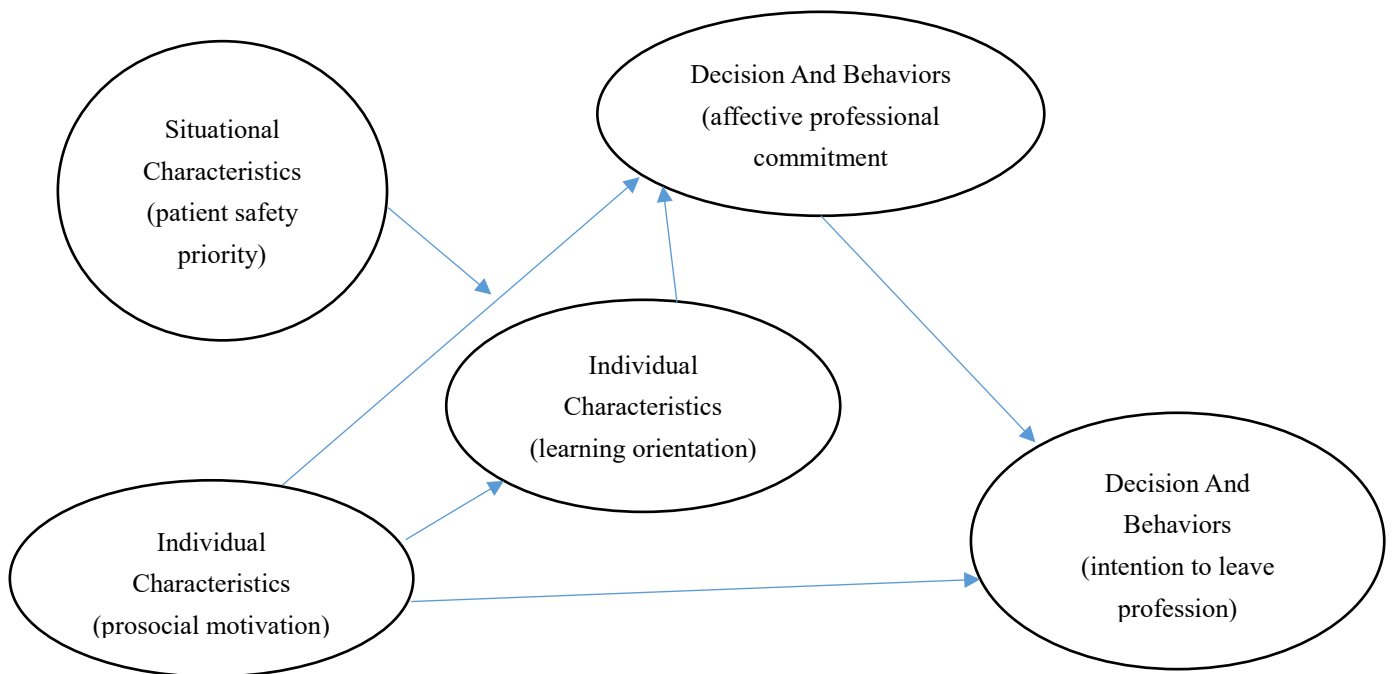 Situational
Characteristics
(patient safety
priority)
Decision And Behaviors
(affective professional
commitment
Individual
Characteristics
(learning orientation)
Individual
Characteristics
(prosocial motivation)
Decision And
Behaviors
(intention to leave
profession)